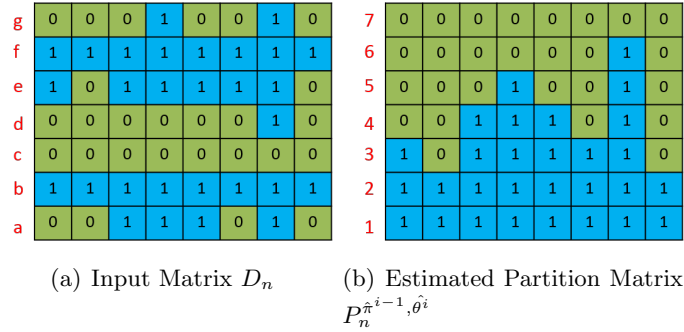 g 0 0 0 1 0 0 1 0 7 0 0 0 0 0 0 0 0
f 1 1 1 1 1 1 1 1 6 0 0 0 0 0 0 1 0
e 1 0 1 1 1 1 1 0 5 0 0 0 1 0 0 1 0
d 0 0 0 0 0 0 1 0 4 0 0 1 1 1 0 1 0
c 0 0 0 0 0 0 0 0 3 1 0 1 1 1 1 1 0
b 1 1 1 1 1 1 1 1 2 1 1 1 1 1 1 1 1
a 0 0 1 1 1 0 1 0 1 1 1 1 1 1 1 1 1
(a) Input Matrix $D_n$ (b) Estimated Partition Matrix
$P_n^{\hat{\pi}^{i-1},\hat{\theta^i}}$